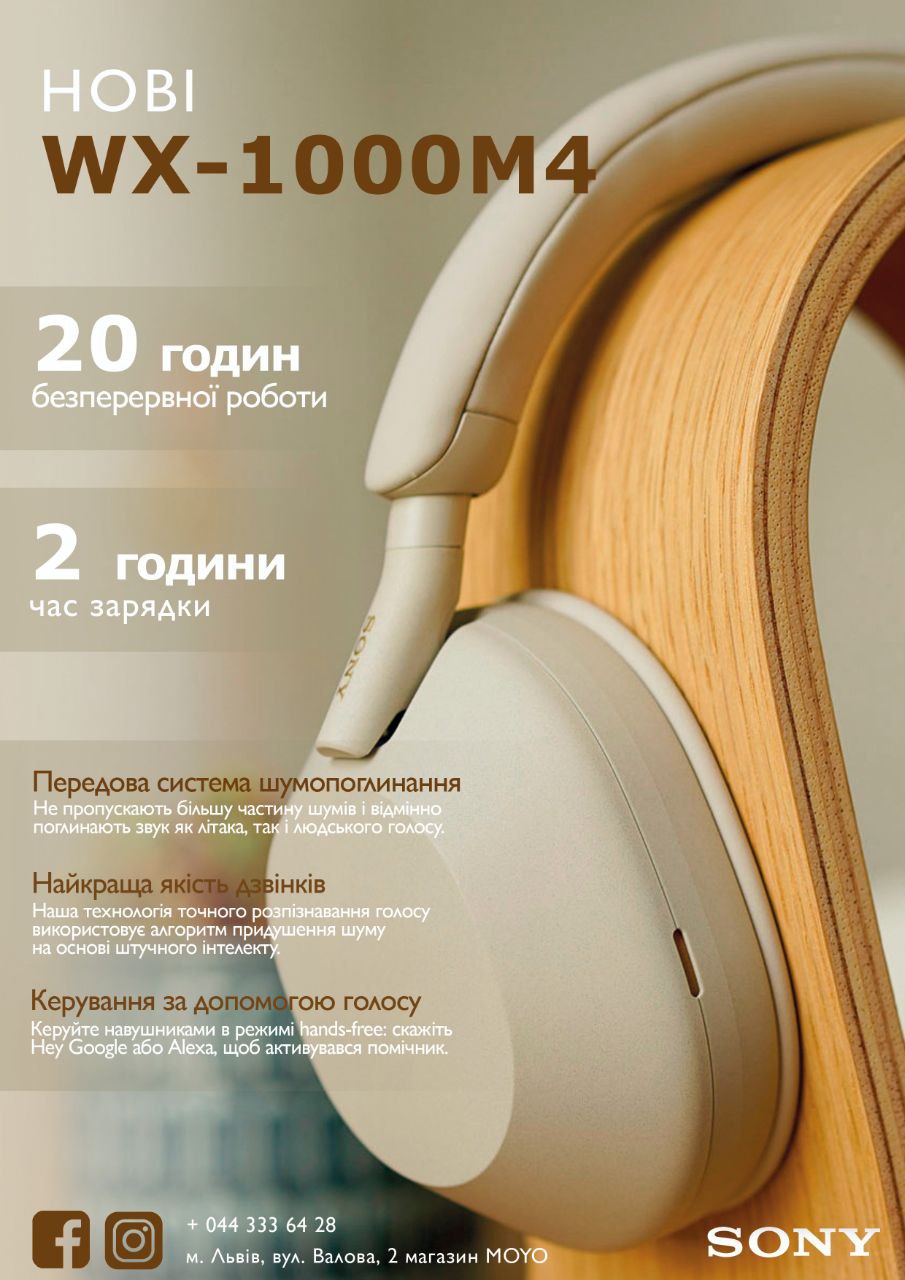 НОВІ
WX-1000M4
20 годин
безперервної роботи
2 години
час зарядки
SONY
Передова система шумопоглинання
Не пропускають більшу частину шумів і відмінно
поглинають звук як літака, так і людського голосу.
Найкраща якість дзвінків
Наша технологія точного розпізнавання голосу
використовує алгоритм придушення шуму
на основі штучного інтелекту.
Керування за допомогою голосу
Керуйте навушниками в режимі hands-free: скажіть
Hey Google або Alexa, щоб активувався помічник.
+ 044 333 64 28
м. Львів, вул. Валова, 2 магазин MOYO
SONY